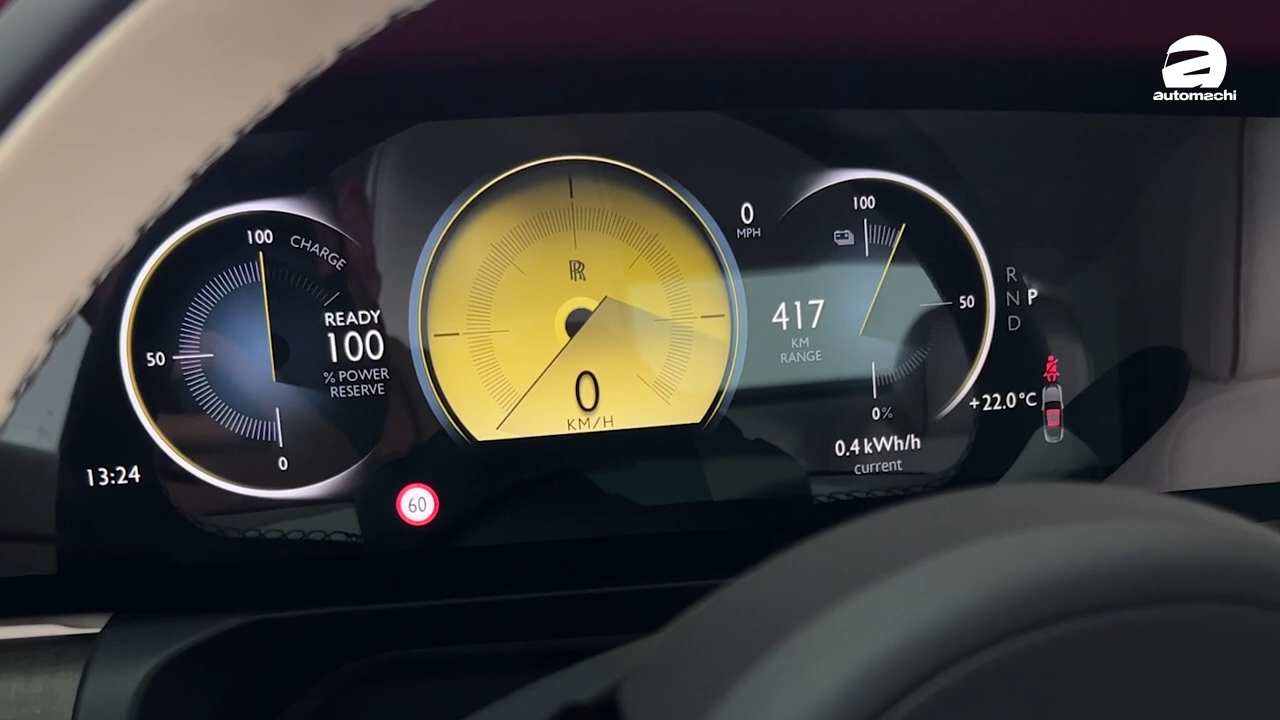 automachi
100
CHARGE
READY
100
% POWER
RESERVE
50
0
13:24
60
RR
0
KM/H
0
MPH
417
KM
RANGE
100
50
0%
0.4 kWh/h
current
R
N P
D
+22.0°C